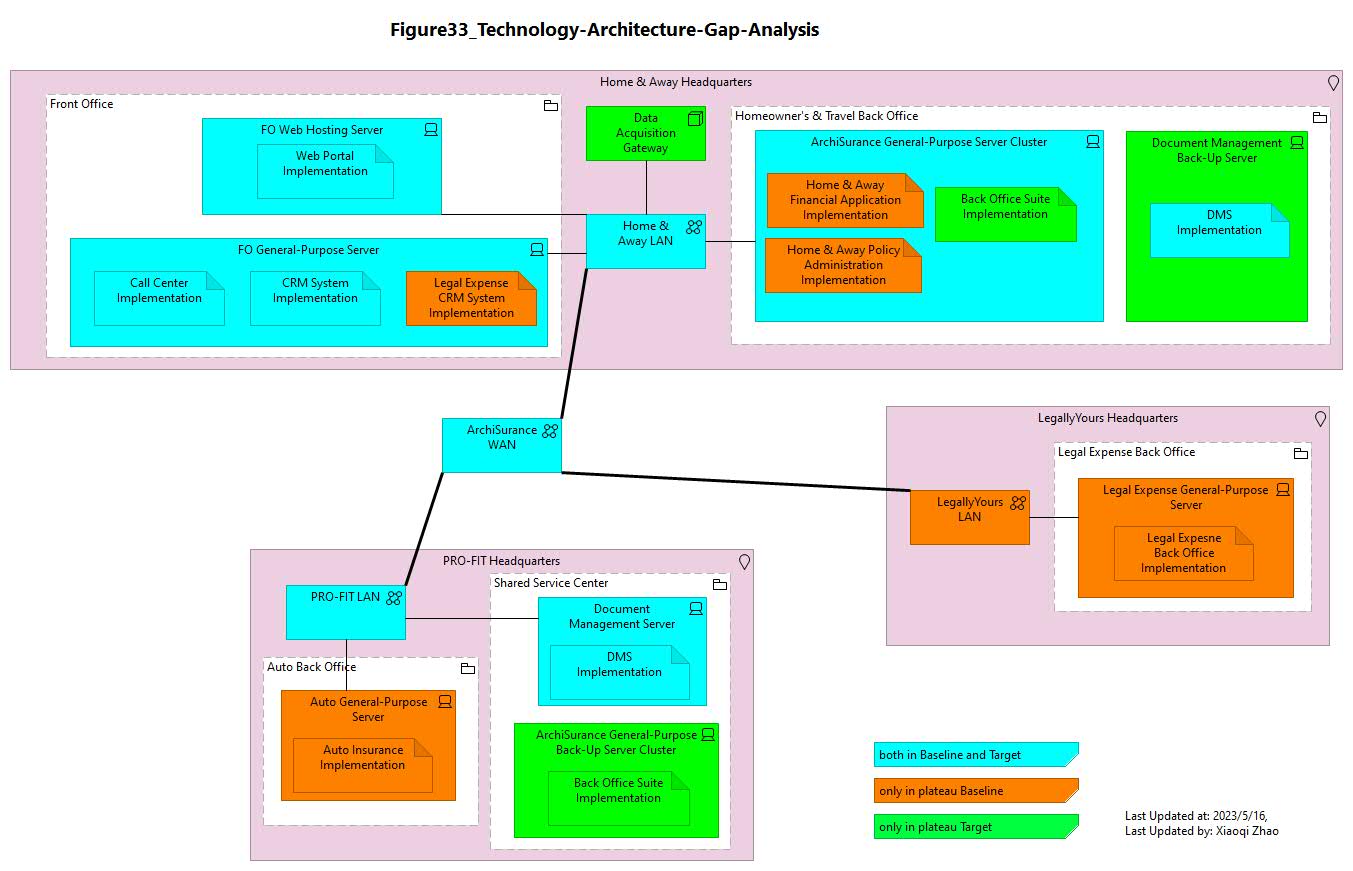 Figure33_Technology-Architecture-Gap-Analysis
Home & Away Headquarters
Front Office
FO Web Hosting Server
Web Portal
Implementation
FO General-Purpose Server
Call Center
Implementation
CRM System
Implementation
Legal Expense
CRM System
Implementation
Data
Acquisition
Gateway
Home &
Away LAN
Homeowner's & Travel Back Office
ArchiSurance General-Purpose Server Cluster
Home & Away
Financial Application
Implementation
Back Office Suite
Implementation
Home & Away Policy
Administration
Implementation
Document Management
Back-Up Server
DMS
Implementation
ArchiSurance
WAN
LegallyYours Headquarters
Legal Expense Back Office
LegallyYours
LAN
Legal Expense General-Purpose
Server
Legal Expesne
Back Office
Implementation
PRO-FIT Headquarters
PRO-FIT LAN
Shared Service Center
Document
Management Server
DMS
Implementation
Auto Back Office
Auto General-Purpose
Server
Auto Insurance
Implementation
ArchiSurance General-Purpose
Back-Up Server Cluster
Back Office Suite
Implementation
both in Baseline and Target
only in plateau Baseline
only in plateau Target
Last Updated at: 2023/5/16,
Last Updated by: Xiaoqi Zhao